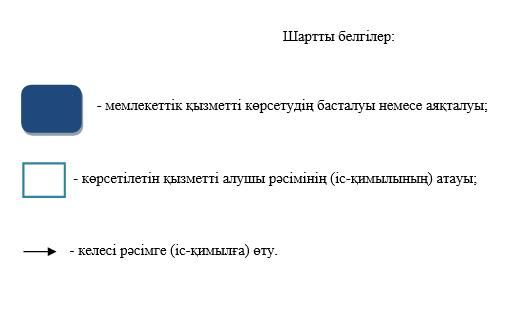 Шартты белгілер:
- мемлекеттік қызметті көрсетудің басталуы немесе аяқталуы;
- көрсетілетін қызметті алушы рәсімінің (іс-қимылының) атауы;
- келесі рәсімге (іс-қимылға) өту.